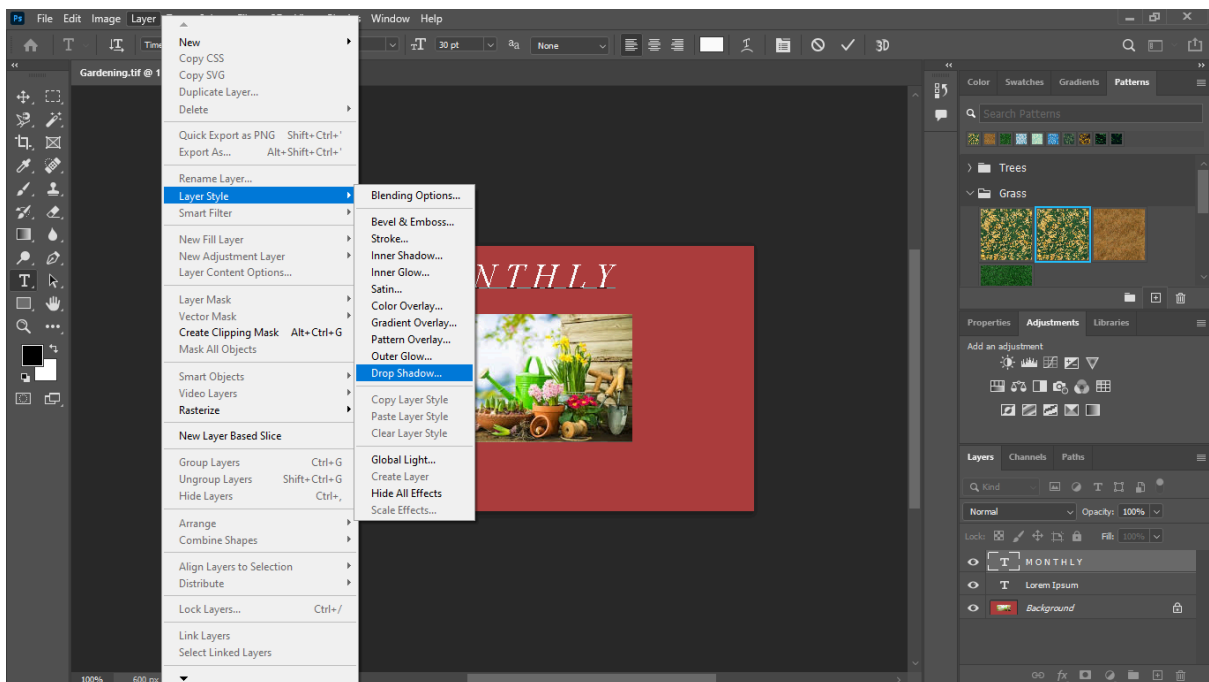 Ps File Edit Image Layer Window Help
T Time 30 pt aa None 3D
Gardening.tif @ 1
New
Copy CSS
Copy SVG
Duplicate Layer...
Delete
Quick Export as PNG Shift+Ctrl+'
Export As... Alt+Shift+Ctrl+'
Rename Layer...
Layer Style
Smart Filter
New Fill Layer
New Adjustment Layer
Layer Content Options...
Layer Mask
Vector Mask
Create Clipping Mask Alt+Ctrl+G
Mask All Objects
Smart Objects
Video Layers
Rasterize
New Layer Based Slice
Group Layers Ctrl+G
Ungroup Layers Shift+Ctrl+G
Hide Layers Ctrl+,
Arrange
Combine Shapes
Align Layers to Selection
Distribute
Lock Layers... Ctrl+/
Link Layers
Select Linked Layers
Blending Options...
Bevel & Emboss...
Stroke...
Inner Shadow...
Inner Glow...
Satin...
Color Overlay...
Gradient Overlay...
Pattern Overlay...
Outer Glow...
Drop Shadow...
Copy Layer Style
Paste Layer Style
Clear Layer Style
Global Light...
Create Layer
Hide All Effects
Scale Effects...
NTHLY
100% 600 px
Color Swatches Gradients Patterns
Search Patterns
Trees
Grass
Properties Adjustments Libraries
Add an adjustment
Layers Channels Paths
Kind
Normal Opacity: 100%
Lock: Fill: 100%
T MONTHLY
T Lorem Ipsum
Background
fx